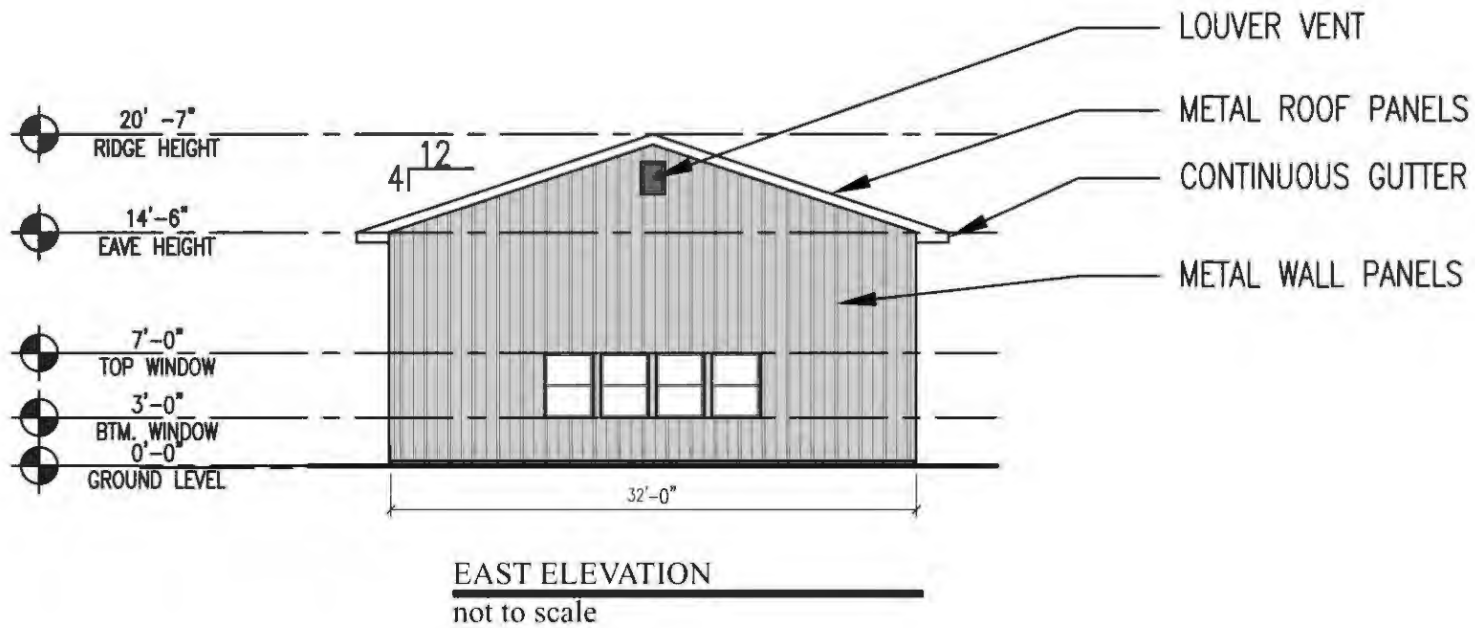 LOUVER VENT
METAL ROOF PANELS
CONTINUOUS GUTTER
METAL WALL PANELS
20' -7"
RIDGE HEIGHT
12
4
14'-6"
EAVE HEIGHT
7'-0"
TOP WINDOW
3'-0"
BTM. WINDOW
0'-0"
GROUND LEVEL
32'-0"
EAST ELEVATION
not to scale